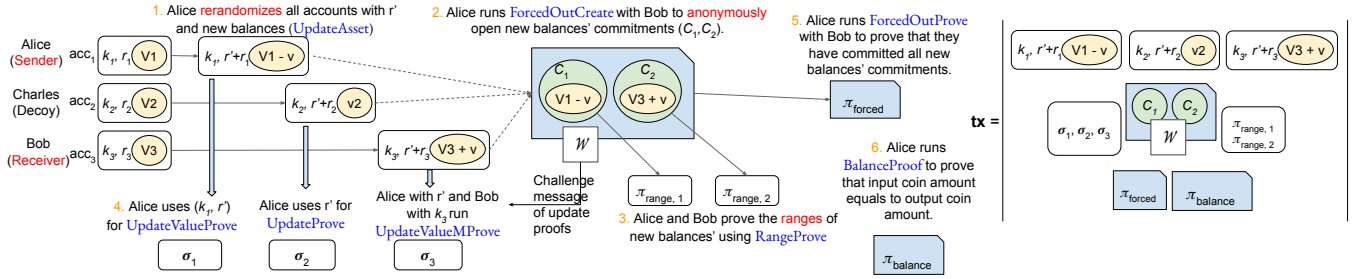 1. Alice rerandomizes all accounts with r'
and new balances (UpdateAsset)
2. Alice runs ForcedOutCreate with Bob to anonymously
open new balances' commitments (C1, C2).
5. Alice runs ForcedOutProve
with Bob to prove that they
have committed all new
balances' commitments.
Alice
(Sender)
acc1
k1, r1 V1
k1, r'+r1 V1 - v
Charles
(Decoy)
acc2
k2, r2 V2
k2, r'+r2 v2
Bob
(Receiver)
acc3
k3, r3 V3
k3, r'+r3 V3 + v
C1
V1 - v
C2
V3 + v
𝒲
πforced
4. Alice uses (k1, r')
for UpdateValueProve
σ1
Alice uses r' for
UpdateProve
σ2
Alice with r' and Bob
with k3 run
UpdateValueMProve
σ3
Challenge
message
of update
proofs
πrange, 1
πrange, 2
3. Alice and Bob prove the ranges of
new balances' using RangeProve
6. Alice runs
BalanceProof to prove
that input coin amount
equals to output coin
amount.
πbalance
tx =
k1, r'+r1 V1 - v
k2, r'+r2 v2
k3, r'+r3 V3 + v
σ1, σ2, σ3
C1
C2
𝒲
πrange, 1
πrange, 2
πforced
πbalance